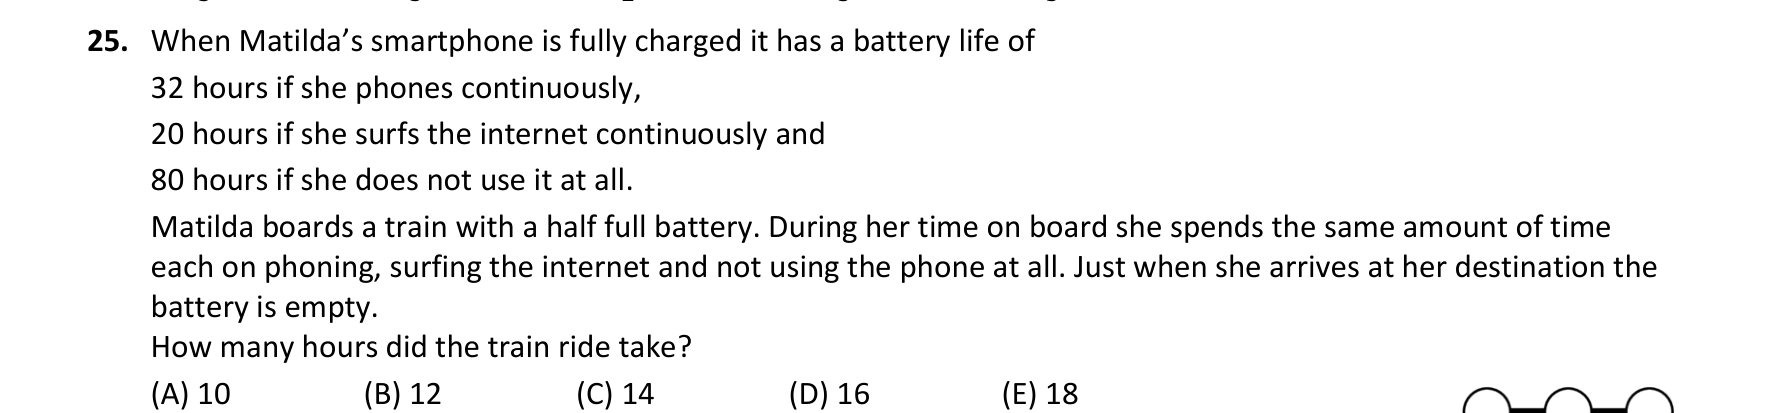 25. When Matilda’s smartphone is fully charged it has a battery life of
32 hours if she phones continuously,
20 hours if she surfs the internet continuously and
80 hours if she does not use it at all.
Matilda boards a train with a half full battery. During her time on board she spends the same amount of time
each on phoning, surfing the internet and not using the phone at all. Just when she arrives at her destination the
battery is empty.
How many hours did the train ride take?
(A) 10 (B) 12 (C) 14 (D) 16 (E) 18